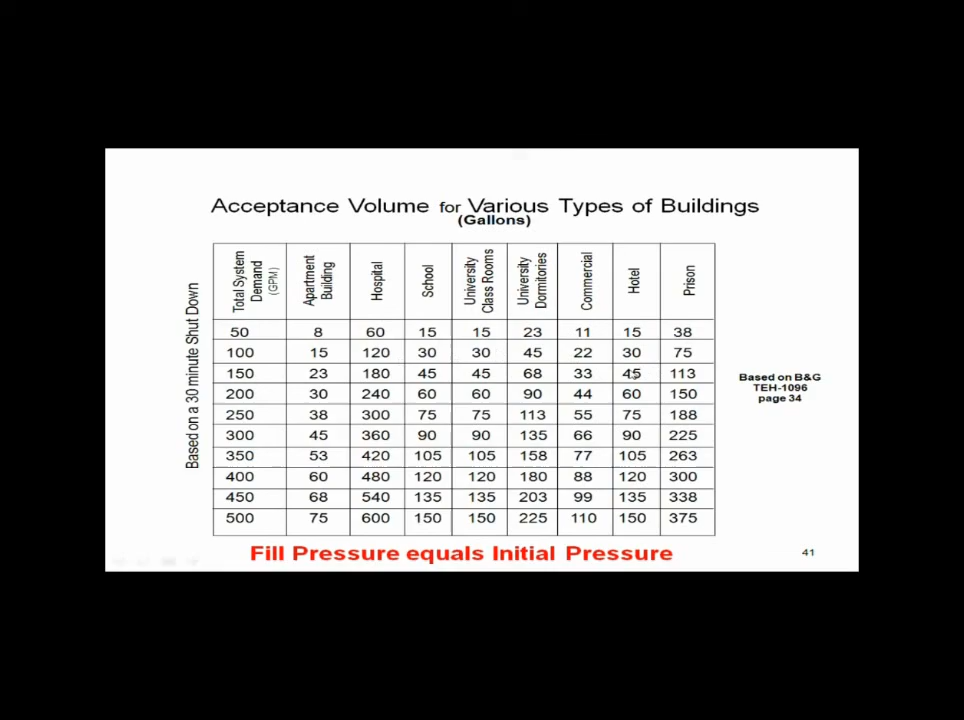 Acceptance Volume for Various Types of Buildings
(Gallons)
Based on a 30 minute Shut Down
Total System Demand (GPM) Apartment Building Hospital School University Class Rooms University Dormitories Commercial Hotel Prison
50 8 60 15 15 23 11 15 38
100 15 120 30 30 45 22 30 75
150 23 180 45 45 68 33 45 113
200 30 240 60 60 90 44 60 150
250 38 300 75 75 113 55 75 188
300 45 360 90 90 135 66 90 225
350 53 420 105 105 158 77 105 263
400 60 480 120 120 180 88 120 300
450 68 540 135 135 203 99 135 338
500 75 600 150 150 225 110 150 375
Based on B&G
TEH-1096
page 34
Fill Pressure equals Initial Pressure
41